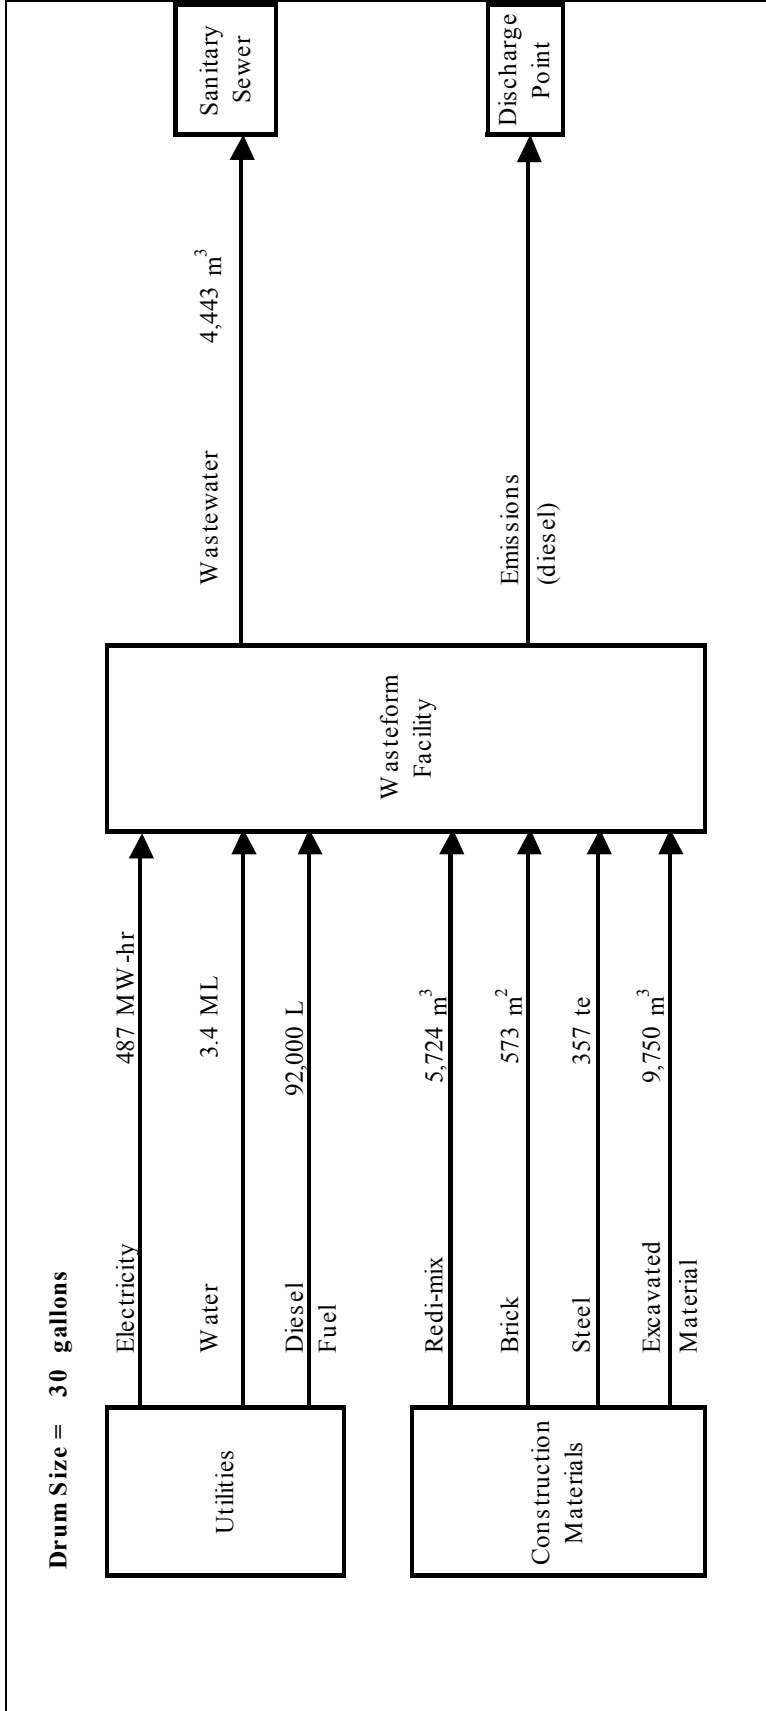 Drum Size = 30 gallons
Electricity 487 MW-hr
Water 3.4 ML
Diesel 92,000 L
Fuel
Utilities
Redi-mix 5,724 m³
Brick 573 m²
Steel 357 te
Excavated 9,750 m³
Material
Construction
Materials
Wasteform
Facility
Wastewater 4,443 m³
Emissions
(diesel)
Sanitary
Sewer
Discharge
Point